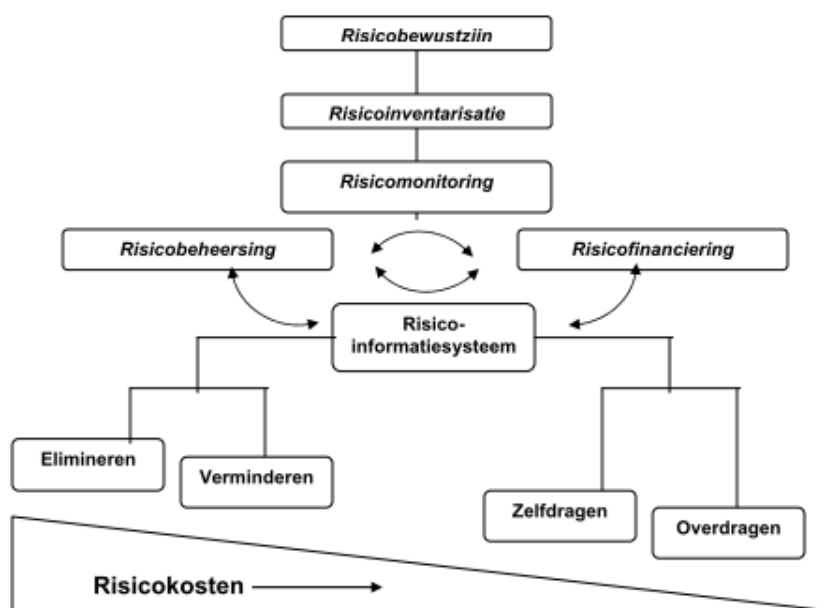 Risicobewustziin
Risicoinventarisatie
Risicomonitoring
Risicobeheersing
Risicofinanciering
Risico-
informatiesysteem
Elimineren
Verminderen
Zelfdragen
Overdragen
Risicokosten